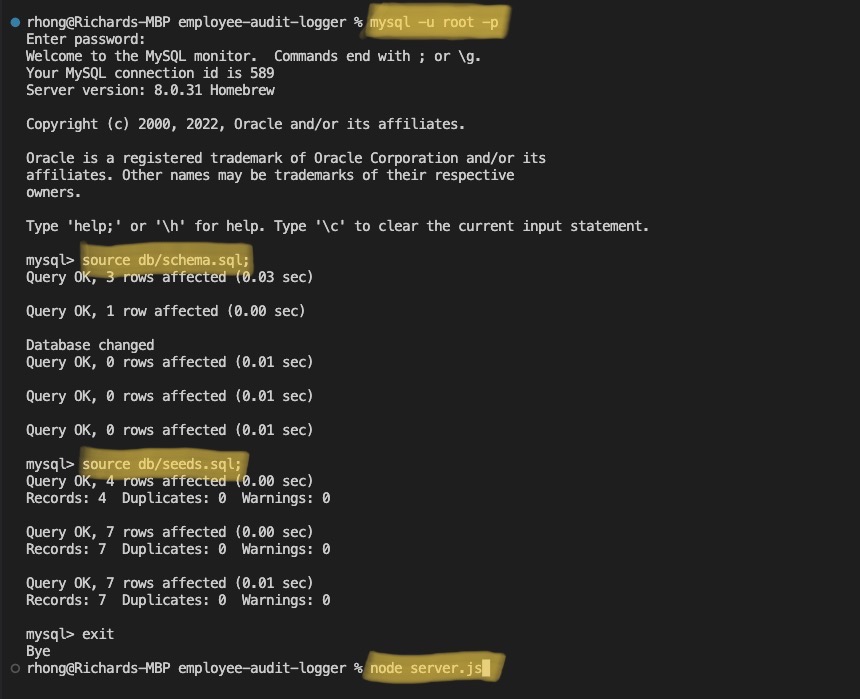 rhong@Richards-MBP employee-audit-logger % mysql -u root -p
Enter password:
Welcome to the MySQL monitor.  Commands end with ; or \g.
Your MySQL connection id is 589
Server version: 8.0.31 Homebrew
Copyright (c) 2000, 2022, Oracle and/or its affiliates.
Oracle is a registered trademark of Oracle Corporation and/or its
affiliates. Other names may be trademarks of their respective
owners.
Type 'help;' or '\h' for help. Type '\c' to clear the current input statement.
mysql> source db/schema.sql;
Query OK, 3 rows affected (0.03 sec)
Query OK, 1 row affected (0.00 sec)
Database changed
Query OK, 0 rows affected (0.01 sec)
Query OK, 0 rows affected (0.01 sec)
Query OK, 0 rows affected (0.01 sec)
mysql> source db/seeds.sql;
Query OK, 4 rows affected (0.00 sec)
Records: 4  Duplicates: 0  Warnings: 0
Query OK, 7 rows affected (0.00 sec)
Records: 7  Duplicates: 0  Warnings: 0
Query OK, 7 rows affected (0.01 sec)
Records: 7  Duplicates: 0  Warnings: 0
mysql> exit
Bye
rhong@Richards-MBP employee-audit-logger % node server.js